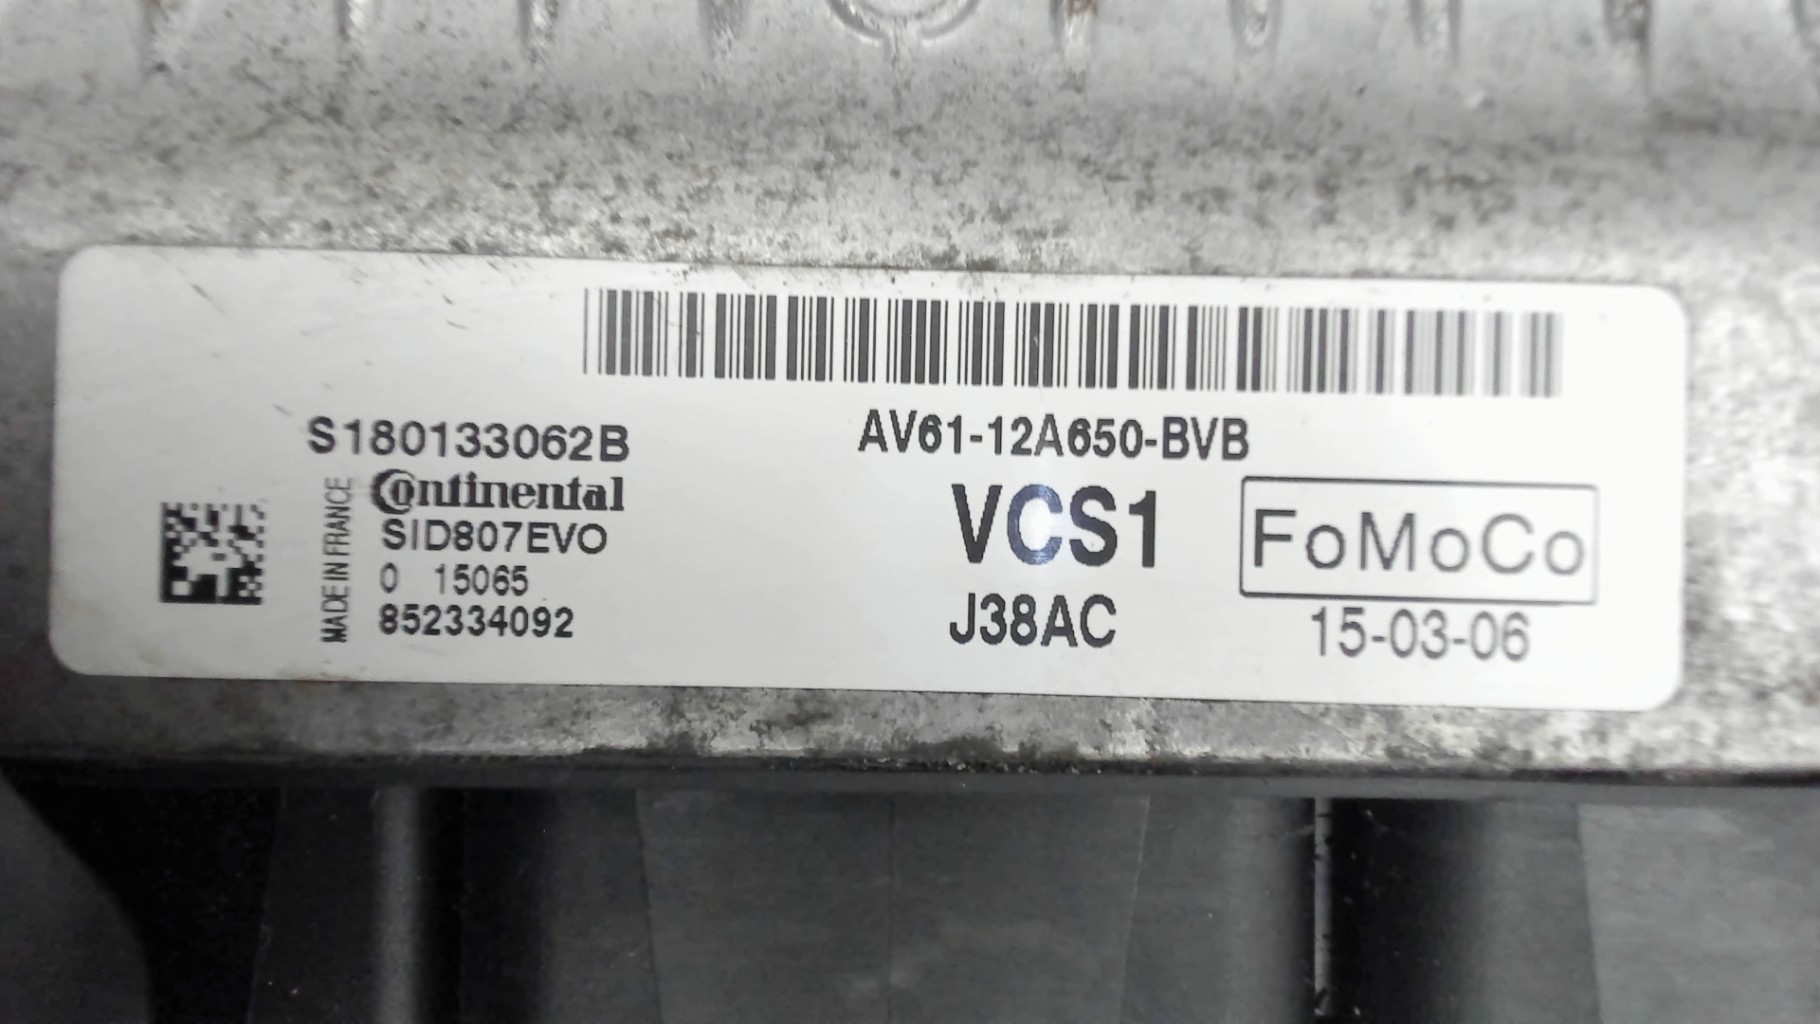 S180133062B
Continental
SID807EVO
0 15065
852334092
MADE IN FRANCE
AV61-12A650-BVB
VCS1
J38AC
FoMoCo
15-03-06